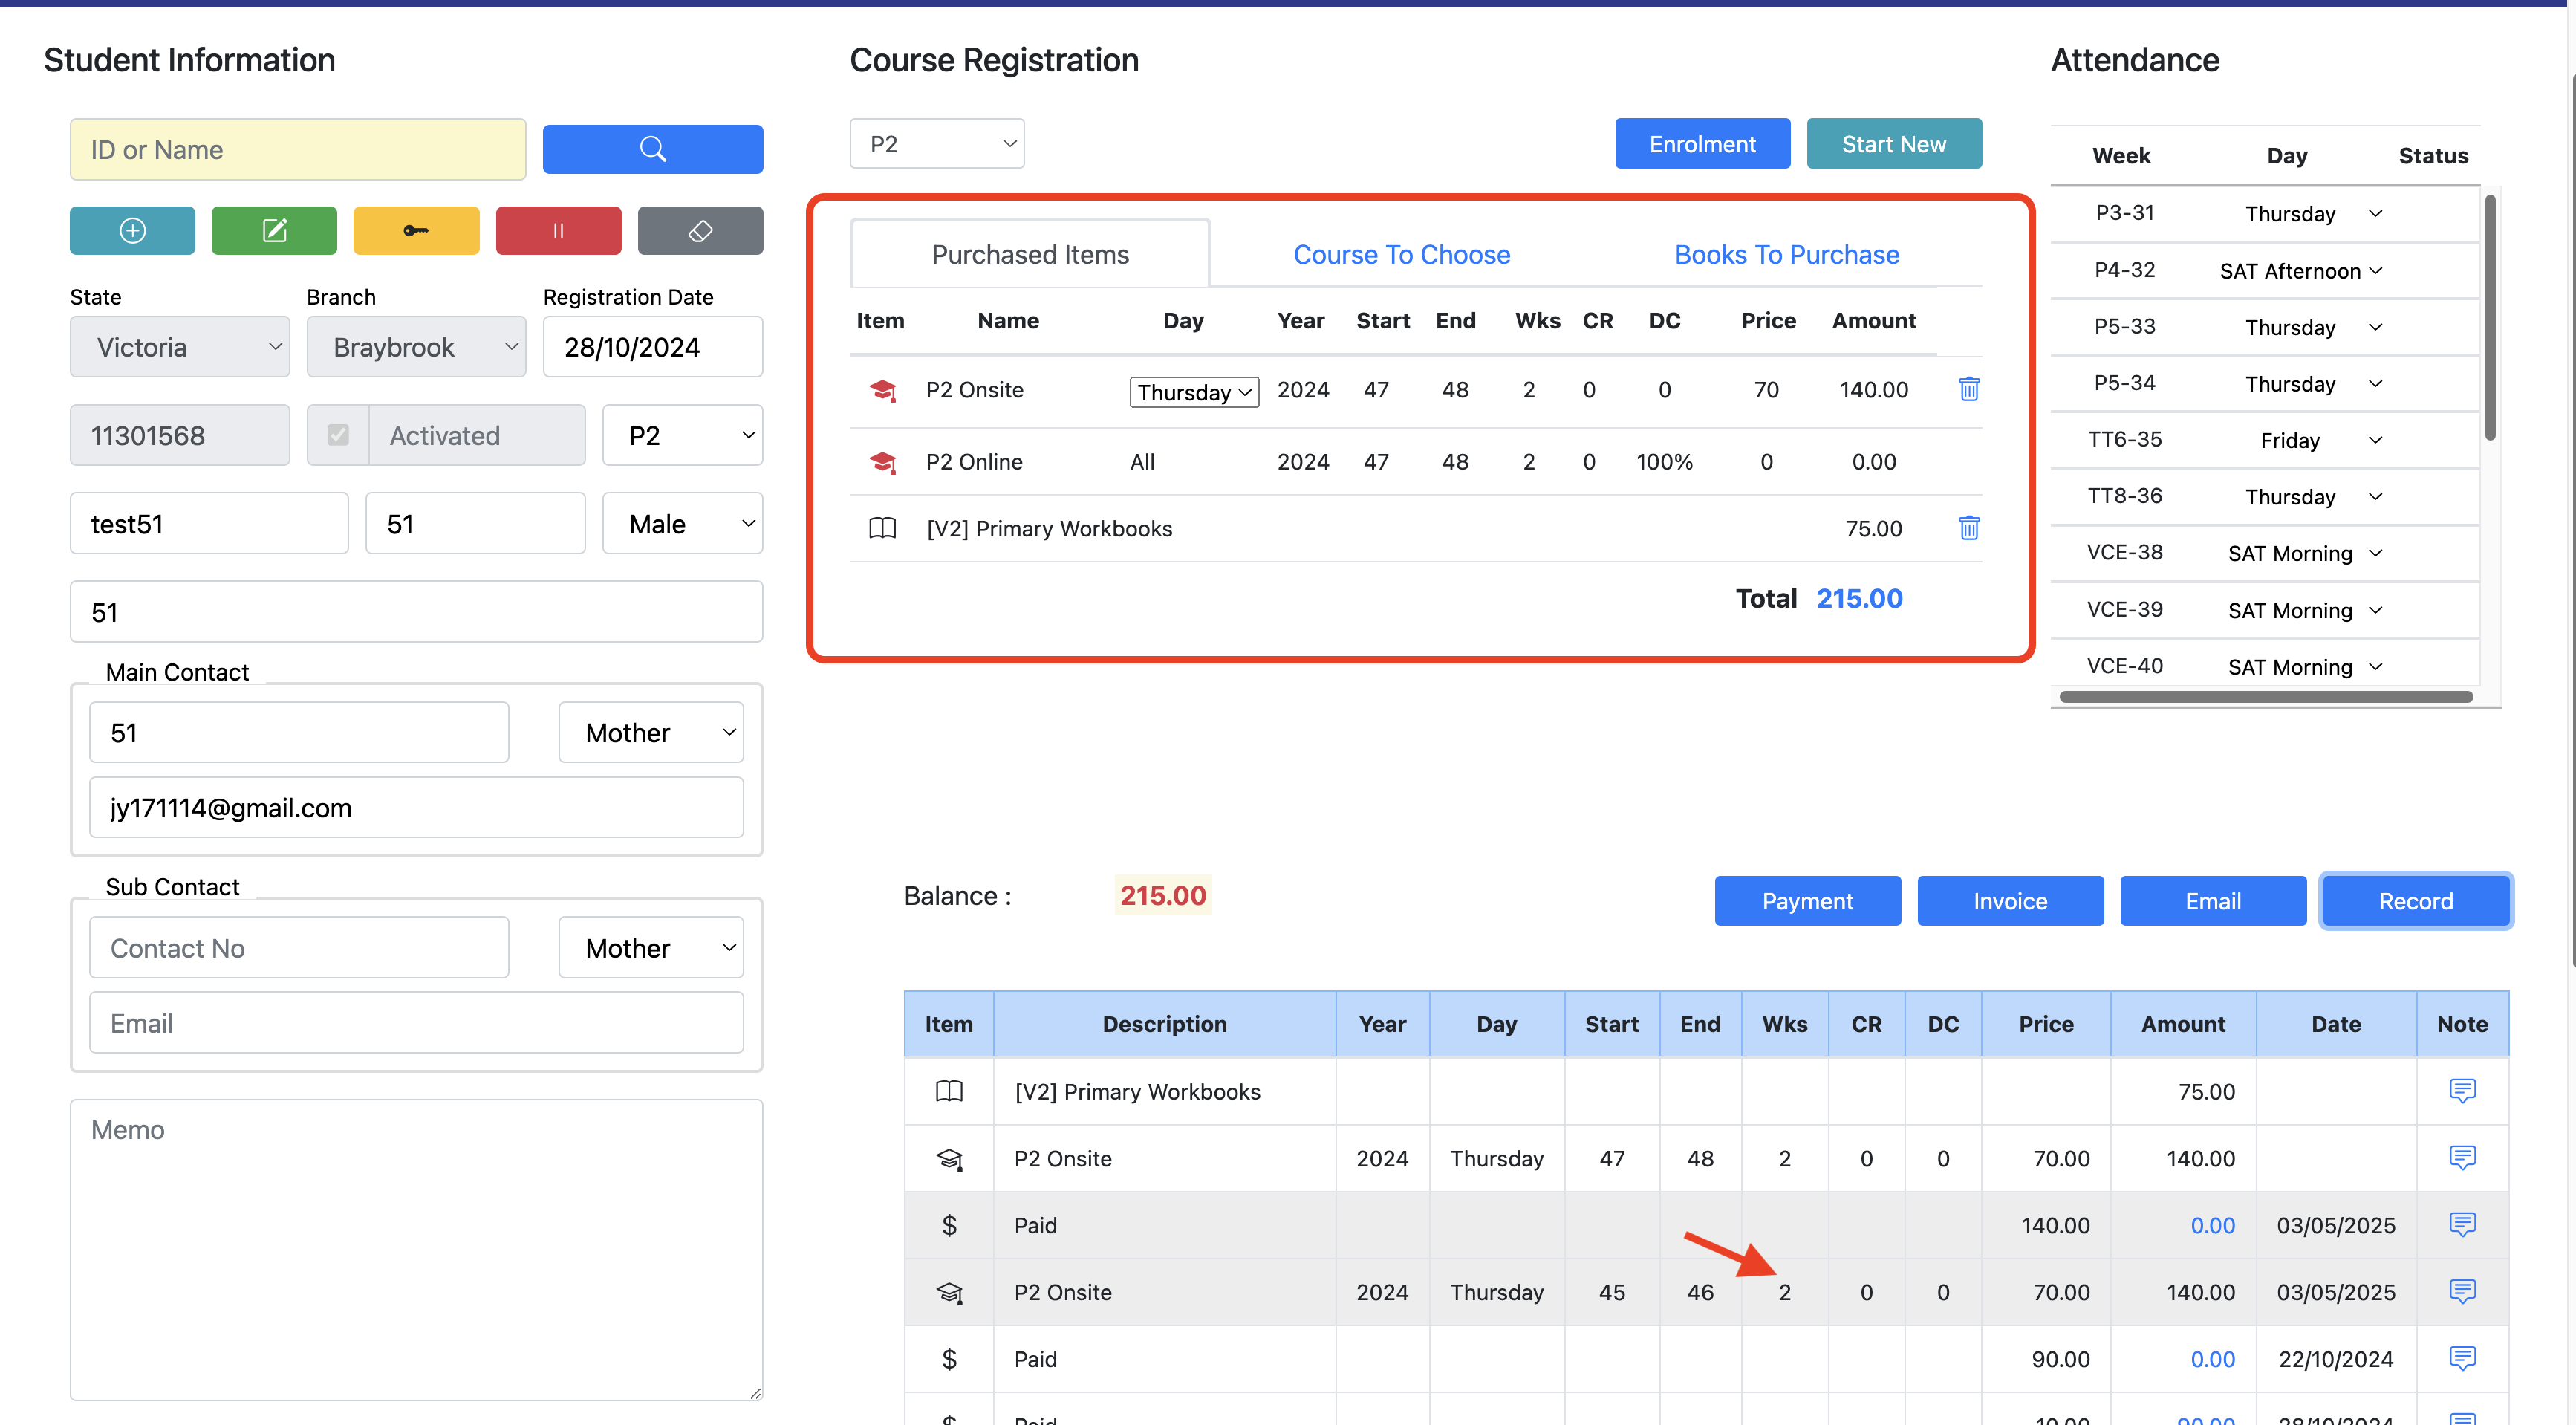 Student Information
ID or Name
State
Branch
Registration Date
Victoria
Braybrook
28/10/2024
11301568
Activated
P2
test51
51
Male
51
Main Contact
51
Mother
jy171114@gmail.com
Sub Contact
Contact No
Mother
Email
Memo
Course Registration
P2
Enrolment
Start New
Purchased Items
Course To Choose
Books To Purchase
Item Name Day Year Start End Wks CR DC Price Amount
P2 Onsite Thursday 2024 47 48 2 0 0 70 140.00
P2 Online All 2024 47 48 2 0 100% 0 0.00
[V2] Primary Workbooks 75.00
Total 215.00
Attendance
Week Day Status
P3-31 Thursday
P4-32 SAT Afternoon
P5-33 Thursday
P5-34 Thursday
TT6-35 Friday
TT8-36 Thursday
VCE-38 SAT Morning
VCE-39 SAT Morning
VCE-40 SAT Morning
Balance : 215.00
Payment
Invoice
Email
Record
Item Description Year Day Start End Wks CR DC Price Amount Date Note
[V2] Primary Workbooks 75.00
P2 Onsite 2024 Thursday 47 48 2 0 0 70.00 140.00
$ Paid 140.00 0.00 03/05/2025
P2 Onsite 2024 Thursday 45 46 2 0 0 70.00 140.00 03/05/2025
$ Paid 90.00 0.00 22/10/2024
$ Paid 10.00 90.00 28/10/2024